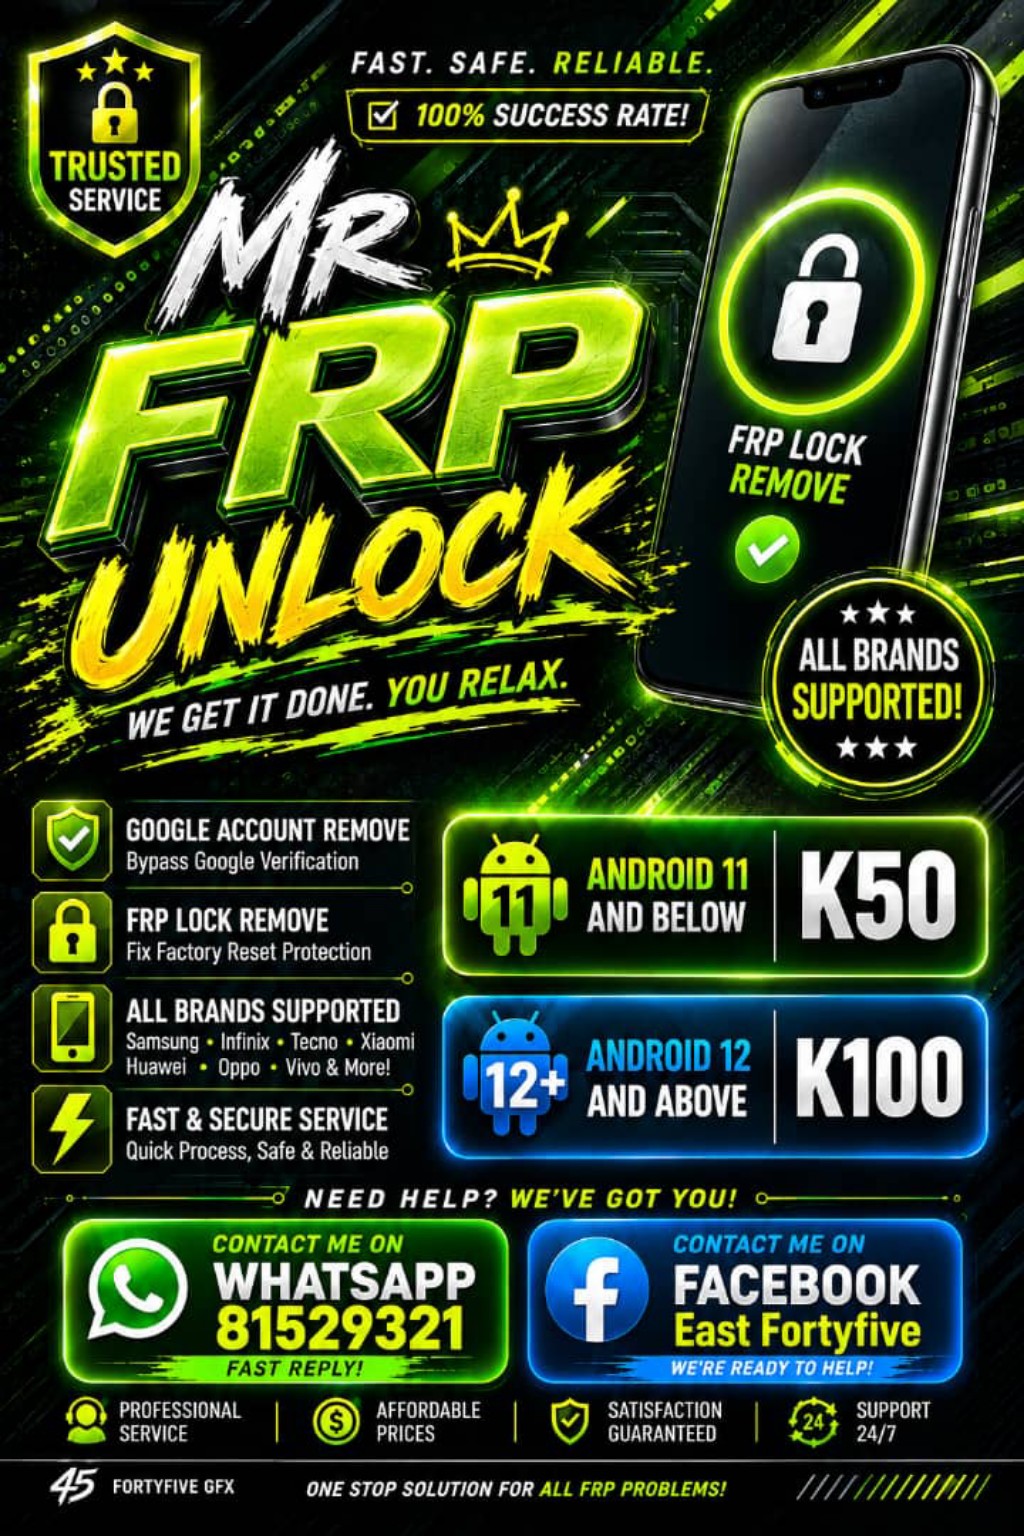 FAST. SAFE. RELIABLE.
100% SUCCESS RATE!
TRUSTED
SERVICE
MR
FRP
UNLOCK
WE GET IT DONE. YOU RELAX.
FRP LOCK
REMOVE
ALL BRANDS
SUPPORTED!
GOOGLE ACCOUNT REMOVE
Bypass Google Verification
FRP LOCK REMOVE
Fix Factory Reset Protection
ALL BRANDS SUPPORTED
Samsung • Infinix • Tecno • Xiaomi
Huawei • Oppo • Vivo & More!
FAST & SECURE SERVICE
Quick Process, Safe & Reliable
11
ANDROID 11
AND BELOW
K50
12+
ANDROID 12
AND ABOVE
K100
NEED HELP? WE'VE GOT YOU!
CONTACT ME ON
WHATSAPP
81529321
FAST REPLY!
CONTACT ME ON
FACEBOOK
East Fortyfive
WE'RE READY TO HELP!
PROFESSIONAL
SERVICE
AFFORDABLE
PRICES
SATISFACTION
GUARANTEED
24
SUPPORT
24/7
45 FORTYFIVE GFX
ONE STOP SOLUTION FOR ALL FRP PROBLEMS!